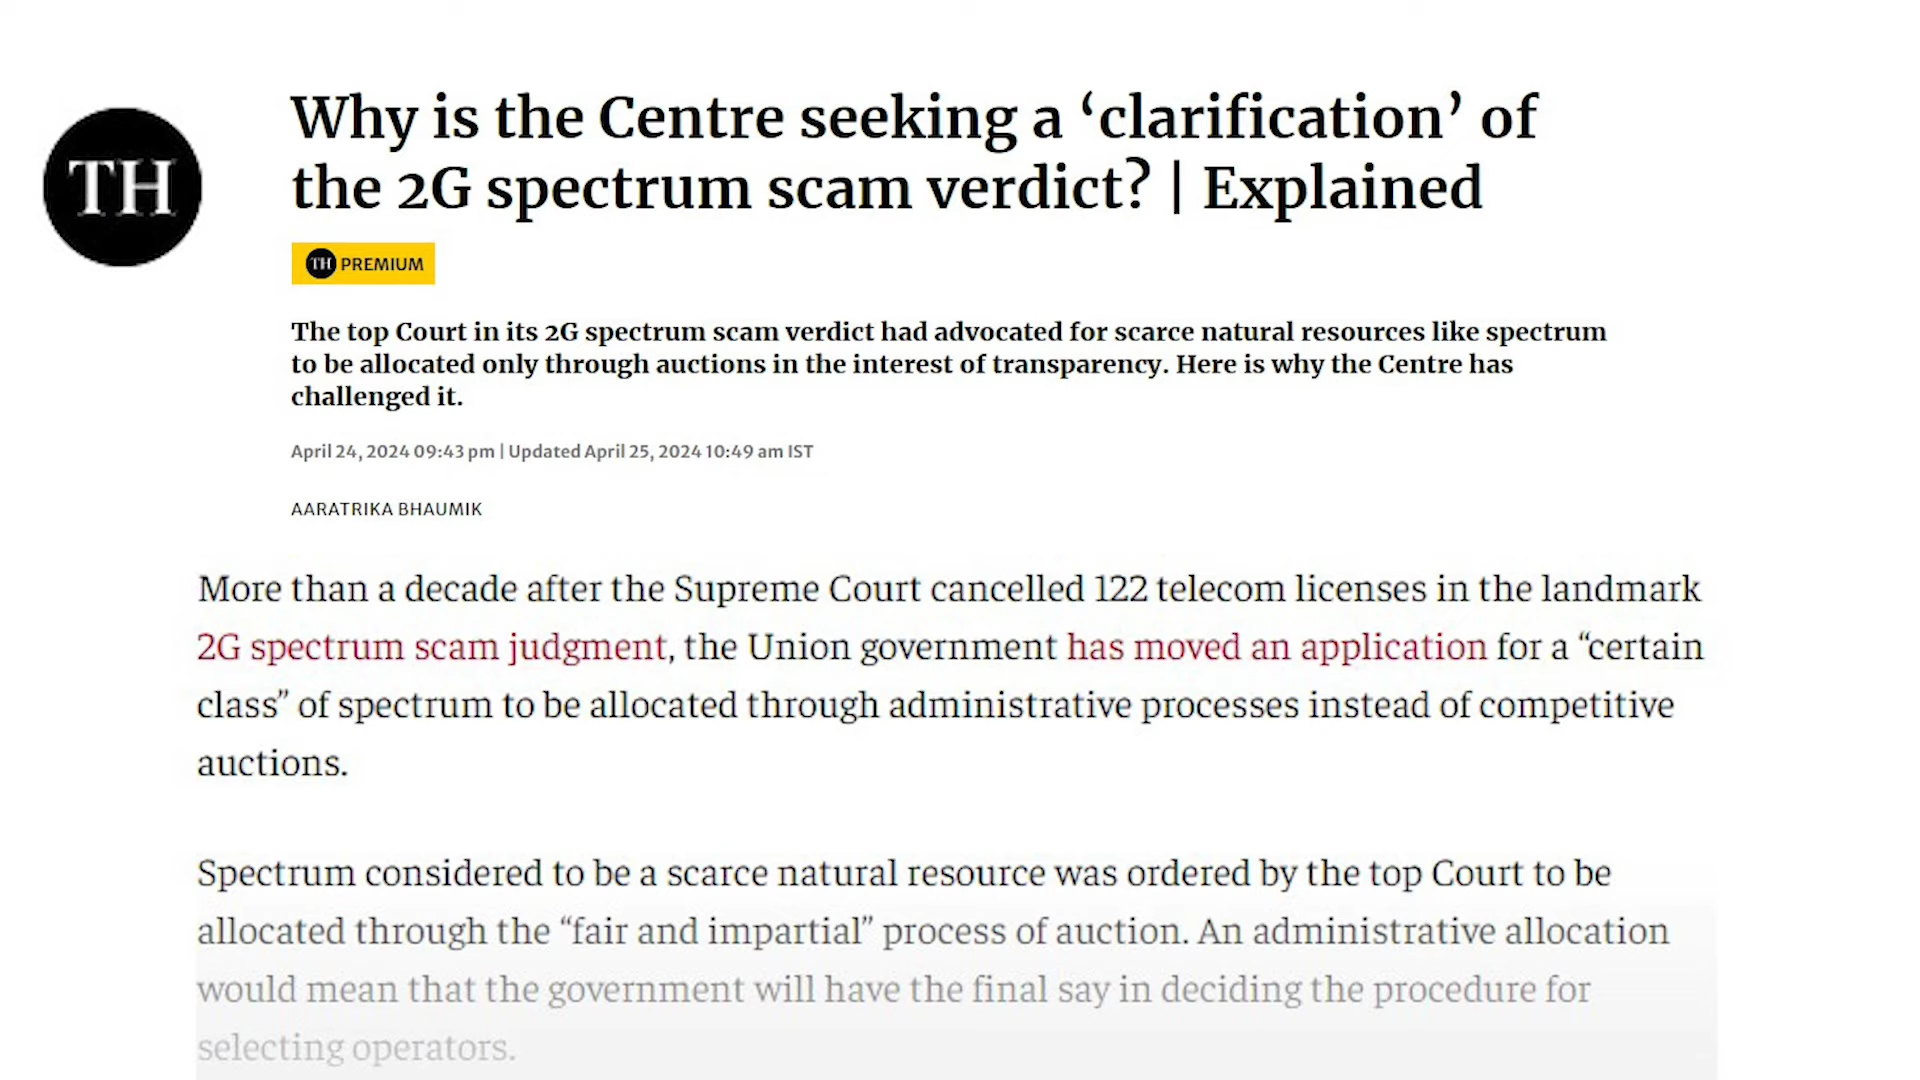 TH
Why is the Centre seeking a ‘clarification’ of
the 2G spectrum scam verdict? | Explained
TH PREMIUM
The top Court in its 2G spectrum scam verdict had advocated for scarce natural resources like spectrum
to be allocated only through auctions in the interest of transparency. Here is why the Centre has
challenged it.
April 24, 2024 09:43 pm | Updated April 25, 2024 10:49 am IST
AARATRIKA BHAUMIK
More than a decade after the Supreme Court cancelled 122 telecom licenses in the landmark
2G spectrum scam judgment, the Union government has moved an application for a “certain
class” of spectrum to be allocated through administrative processes instead of competitive
auctions.
Spectrum considered to be a scarce natural resource was ordered by the top Court to be
allocated through the “fair and impartial” process of auction. An administrative allocation
would mean that the government will have the final say in deciding the procedure for
selecting operators.